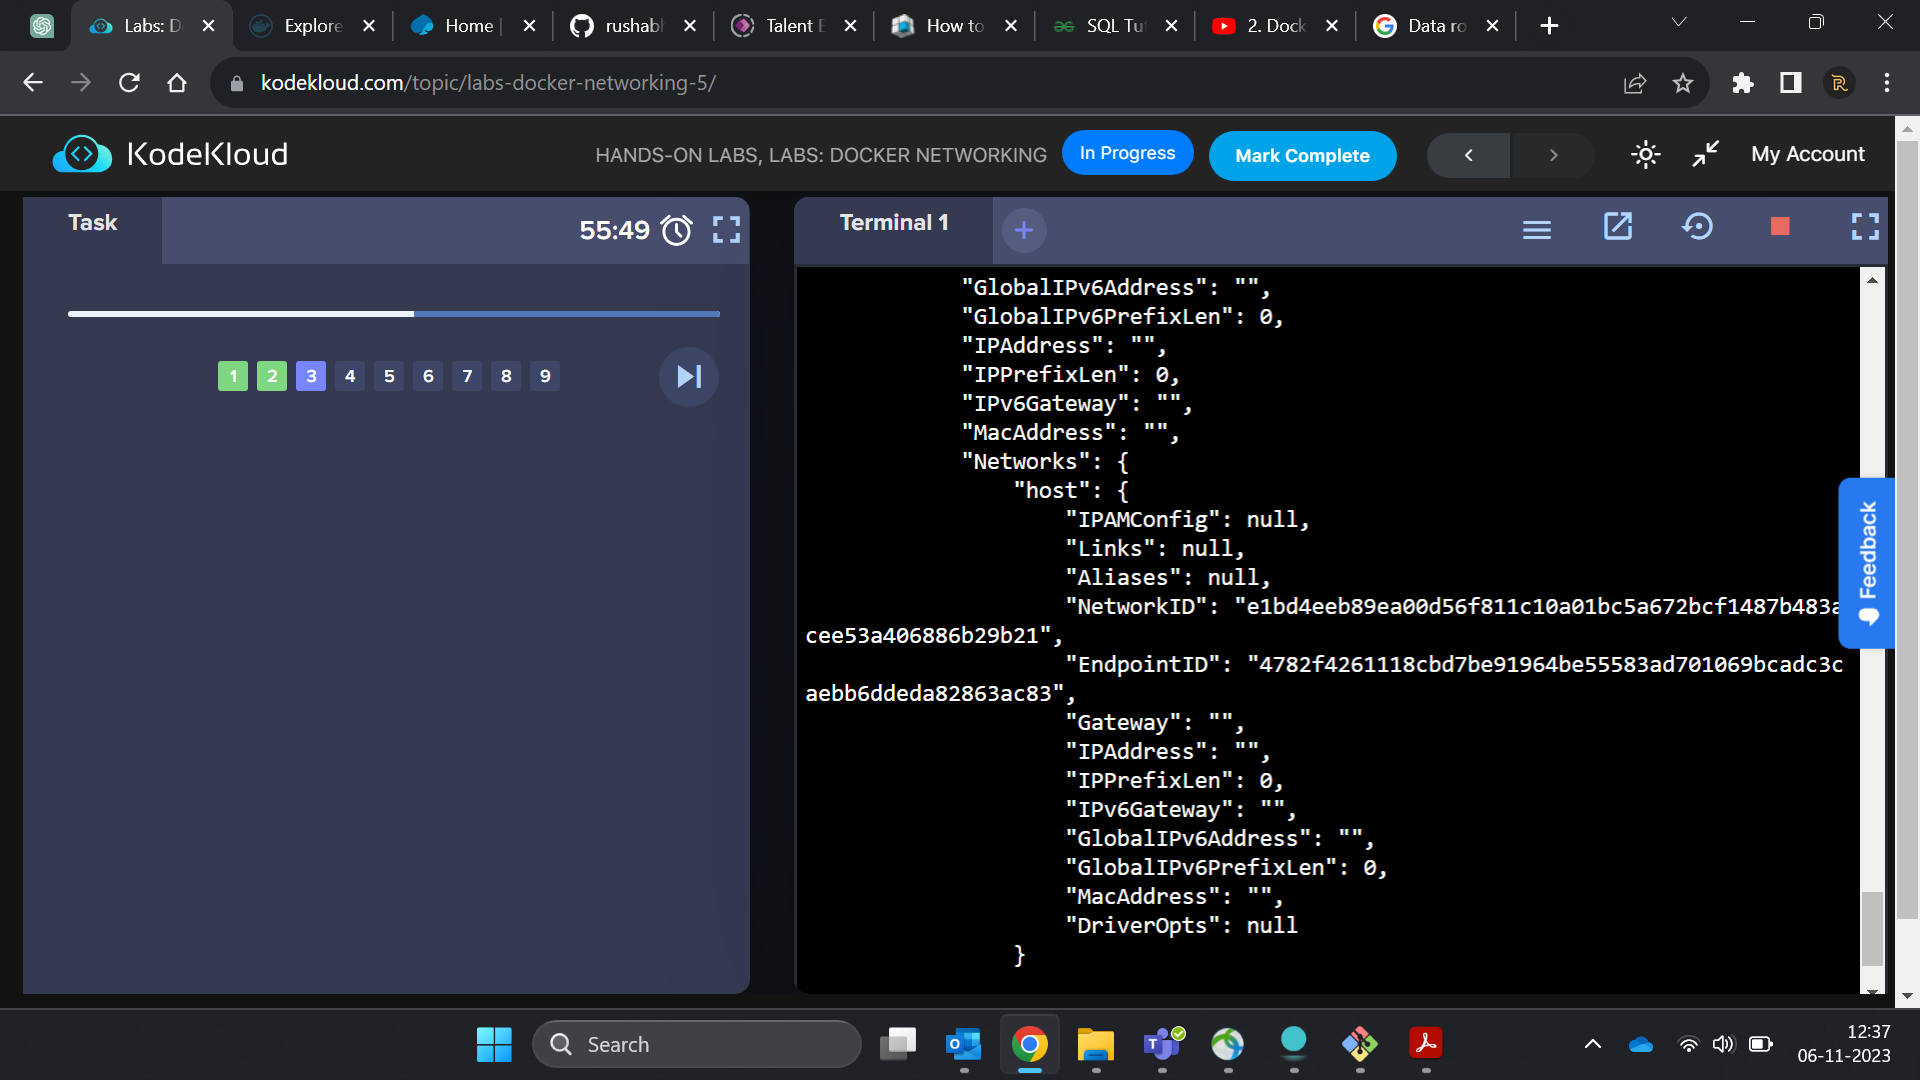 Labs: D
Explore
Home |
rushabh
Talent E
How to
SQL Tut
2. Dock
Data ro
kodekloud.com/topic/labs-docker-networking-5/
R
KodeKloud
HANDS-ON LABS, LABS: DOCKER NETWORKING
In Progress
Mark Complete
My Account
Task
55:49
1 2 3 4 5 6 7 8 9
Terminal 1
"GlobalIPv6Address": "",
"GlobalIPv6PrefixLen": 0,
"IPAddress": "",
"IPPrefixLen": 0,
"IPv6Gateway": "",
"MacAddress": "",
"Networks": {
"host": {
"IPAMConfig": null,
"Links": null,
"Aliases": null,
"NetworkID": "e1bd4eeb89ea00d56f811c10a01bc5a672bcf1487b483a
cee53a406886b29b21",
"EndpointID": "4782f4261118cbd7be91964be55583ad701069bcadc3c
aebb6ddeda82863ac83",
"Gateway": "",
"IPAddress": "",
"IPPrefixLen": 0,
"IPv6Gateway": "",
"GlobalIPv6Address": "",
"GlobalIPv6PrefixLen": 0,
"MacAddress": "",
"DriverOpts": null
}
Feedback
Search
12:37
06-11-2023